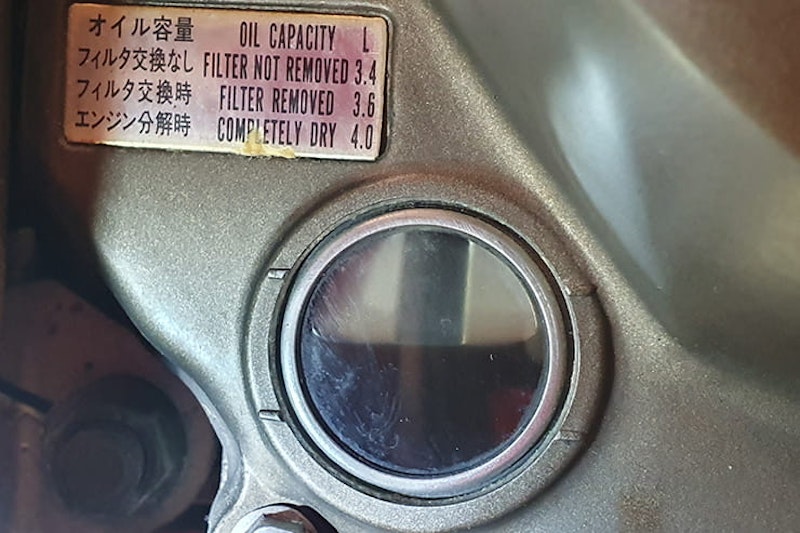 オイル容量 OIL CAPACITY L
フィルタ交換なし FILTER NOT REMOVED 3.4
フィルタ交換時 FILTER REMOVED 3.6
エンジン分解時 COMPLETELY DRY 4.0